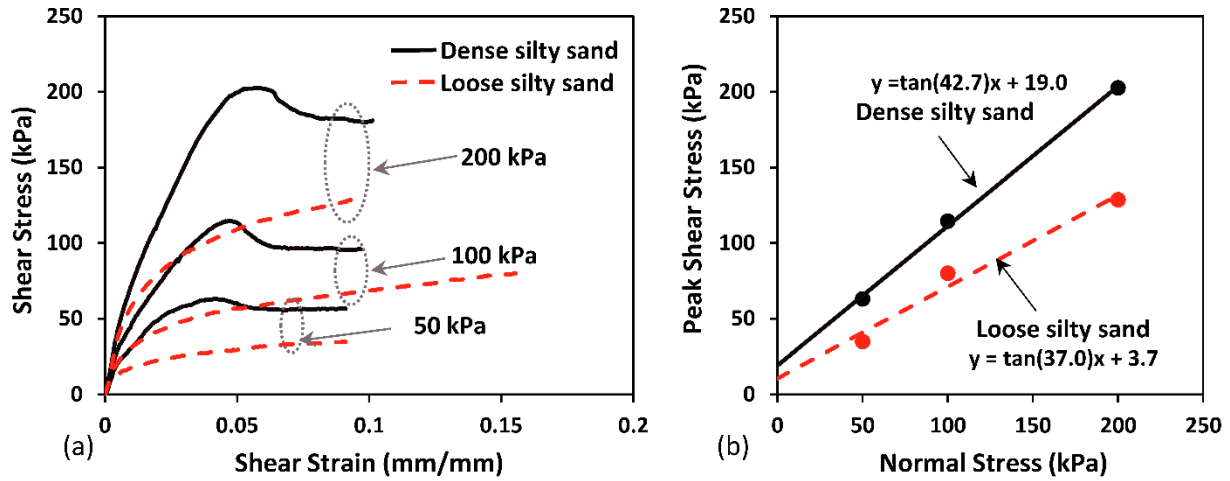 250
200
150
100
50
0
Shear Stress (kPa)
Dense silty sand
Loose silty sand
200 kPa
100 kPa
50 kPa
0
0.05
0.1
0.15
0.2
(a)
Shear Strain (mm/mm)
250
200
150
100
50
0
Peak Shear Stress (kPa)
y =tan(42.7)x + 19.0
Dense silty sand
Loose silty sand
y = tan(37.0)x + 3.7
0
50
100
150
200
250
(b)
Normal Stress (kPa)